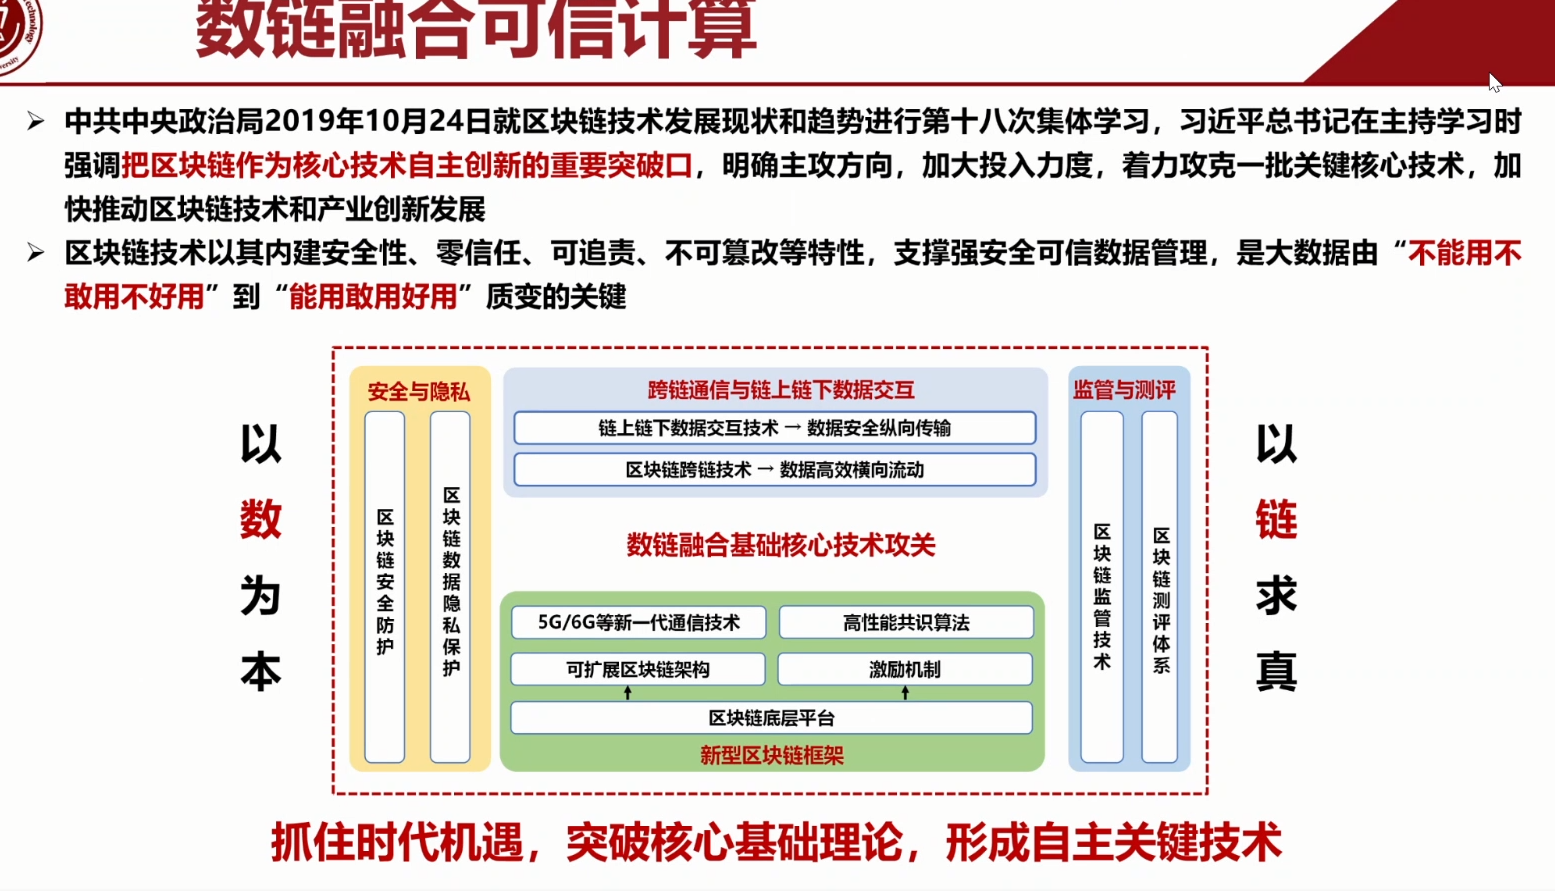 Technology
ersity
数链融合可信计算
➢ 中共中央政治局2019年10月24日就区块链技术发展现状和趋势进行第十八次集体学习，习近平总书记在主持学习时
强调把区块链作为核心技术自主创新的重要突破口，明确主攻方向，加大投入力度，着力攻克一批关键核心技术，加
快推动区块链技术和产业创新发展
➢ 区块链技术以其内建安全性、零信任、可追责、不可篡改等特性，支撑强安全可信数据管理，是大数据由“不能用不
敢用不好用”到“能用敢用好用”质变的关键
以数为本
安全与隐私
区块链安全防护
区块链数据隐私保护
跨链通信与链上链下数据交互
链上链下数据交互技术→数据安全纵向传输
区块链跨链技术→数据高效横向流动
数链融合基础核心技术攻关
5G/6G等新一代通信技术
高性能共识算法
可扩展区块链架构
激励机制
区块链底层平台
新型区块链框架
监管与测评
区块链监管技术
区块链测评体系
以链求真
抓住时代机遇，突破核心基础理论，形成自主关键技术